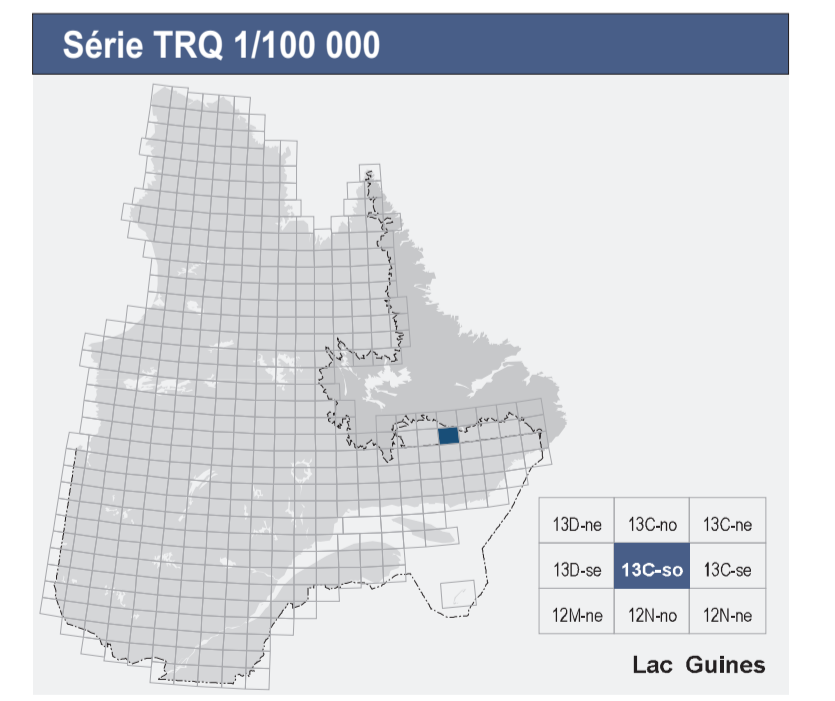 Série TRQ 1/100 000
13D-ne 13C-no 13C-ne
13D-se 13C-so 13C-se
12M-ne 12N-no 12N-ne
Lac Guines